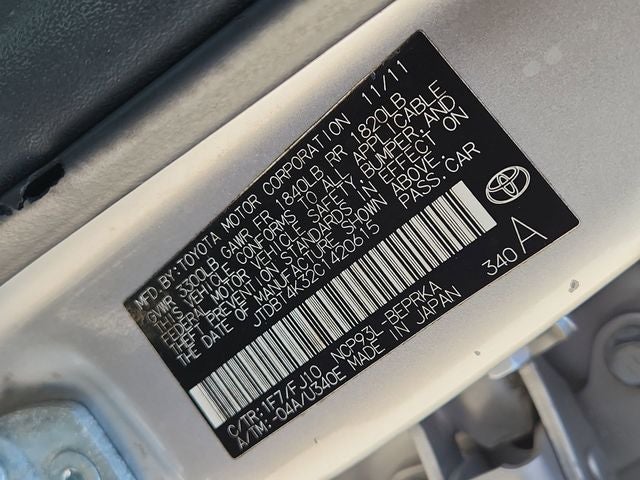 MFD.BY:TOYOTA MOTOR CORPORATION 11/11
GVWR 3300LB GAWR FR 1840LB RR 1820LB
THIS VEHICLE CONFORMS TO ALL APPLICABLE
FEDERAL MOTOR VEHICLE SAFETY, BUMPER, AND
THEFT PREVENTION STANDARDS IN EFFECT ON
THE DATE OF MANUFACTURE SHOWN ABOVE.
JTDBT4K32C1420615 PASS.CAR
C/TR:1F7/FJ10 NCP93L-BEPRKA
A/TM:-04A/U340E MADE IN JAPAN
340 A